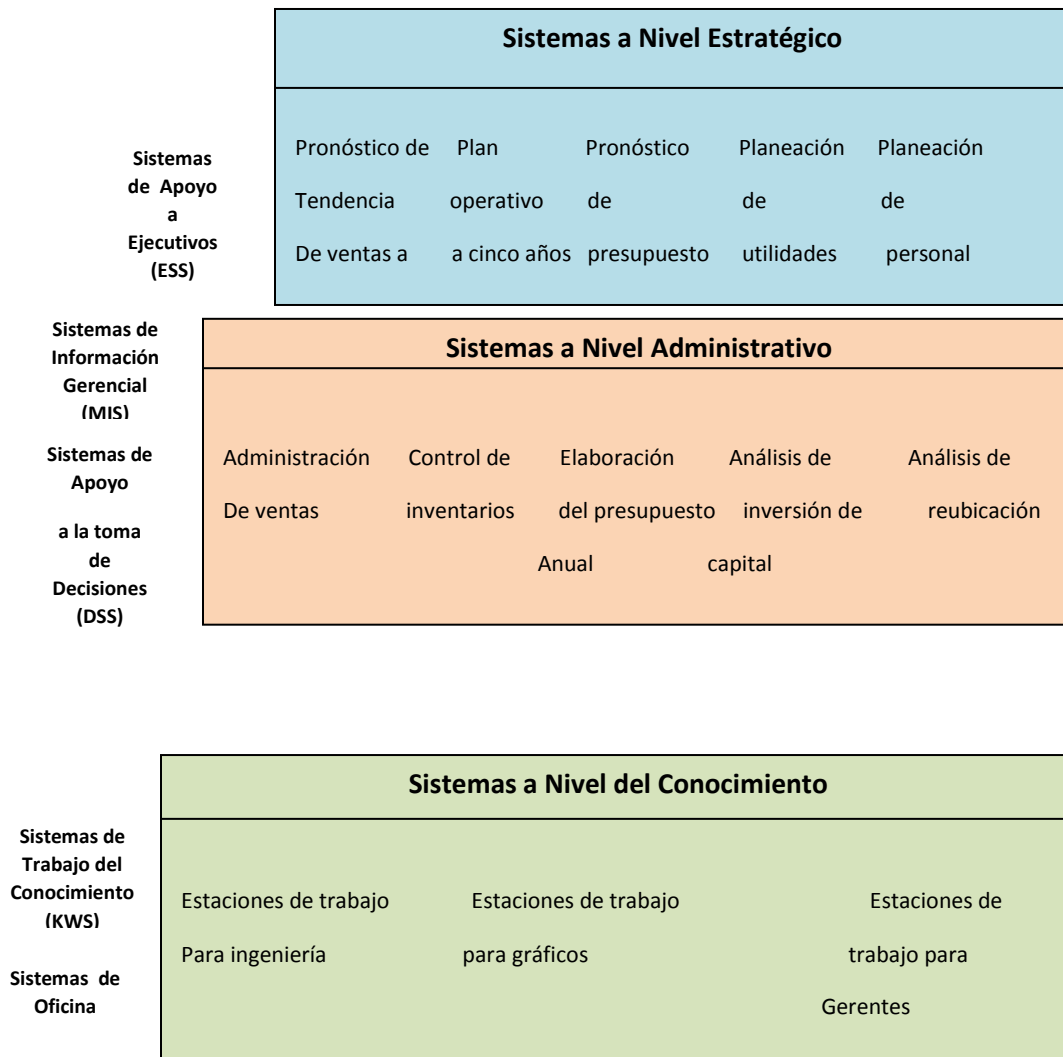 Sistemas a Nivel Estratégico
Sistemas
de Apoyo
a
Ejecutivos
(ESS)
Pronóstico de Plan Pronóstico Planeación Planeación
Tendencia operativo de de de
De ventas a a cinco años presupuesto utilidades personal
Sistemas de
Información
Gerencial
(MIS)
Sistemas de
Apoyo
a la toma
de
Decisiones
(DSS)
Sistemas a Nivel Administrativo
Administración Control de Elaboración Análisis de Análisis de
De ventas inventarios del presupuesto inversión de reubicación
Anual capital
Sistemas a Nivel del Conocimiento
Sistemas de
Trabajo del
Conocimiento
(KWS)
Sistemas de
Oficina
Estaciones de trabajo Estaciones de trabajo Estaciones de
Para ingeniería para gráficos trabajo para
Gerentes